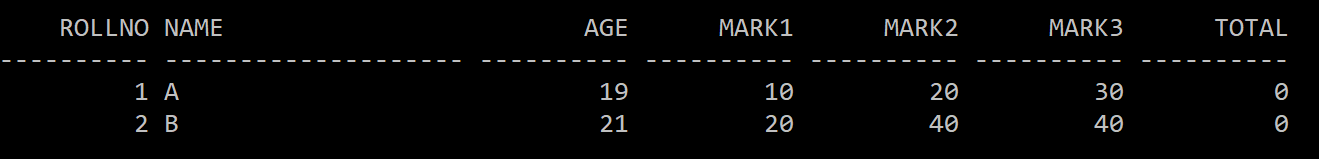 ROLLNO NAME AGE MARK1 MARK2 MARK3 TOTAL
---------- -------------------- ---------- ---------- ---------- ---------- ----------
1 A 19 10 20 30 0
2 B 21 20 40 40 0